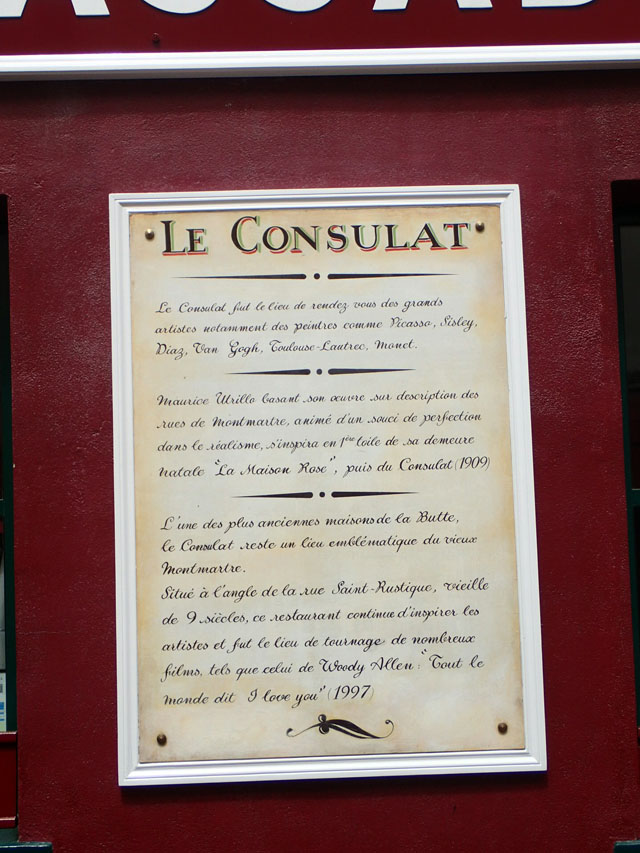 LE CONSULAT
Le Consulat fut le lieu de rendez vous des grands
artistes notamment des peintres comme Picasso, Sisley,
Diaz, Van Gogh, Toulouse-Lautrec, Monet.
Maurice Utrillo basant son œuvre sur description des
rues de Montmartre, animé d'un souci de perfection
dans le réalisme, s'inspira en 1ère toile de sa demeure
natale "La Maison Rose", puis du Consulat (1909)
L'une des plus anciennes maisons de la Butte,
le Consulat reste un lieu emblématique du vieux
Montmartre.
Situé à l'angle de la rue Saint-Rustique, vieille
de 9 siècles, ce restaurant continue d'inspirer les
artistes et fut le lieu de tournage de nombreux
films, tels que celui de Woody Allen : "Tout le
monde dit I love you" (1997)